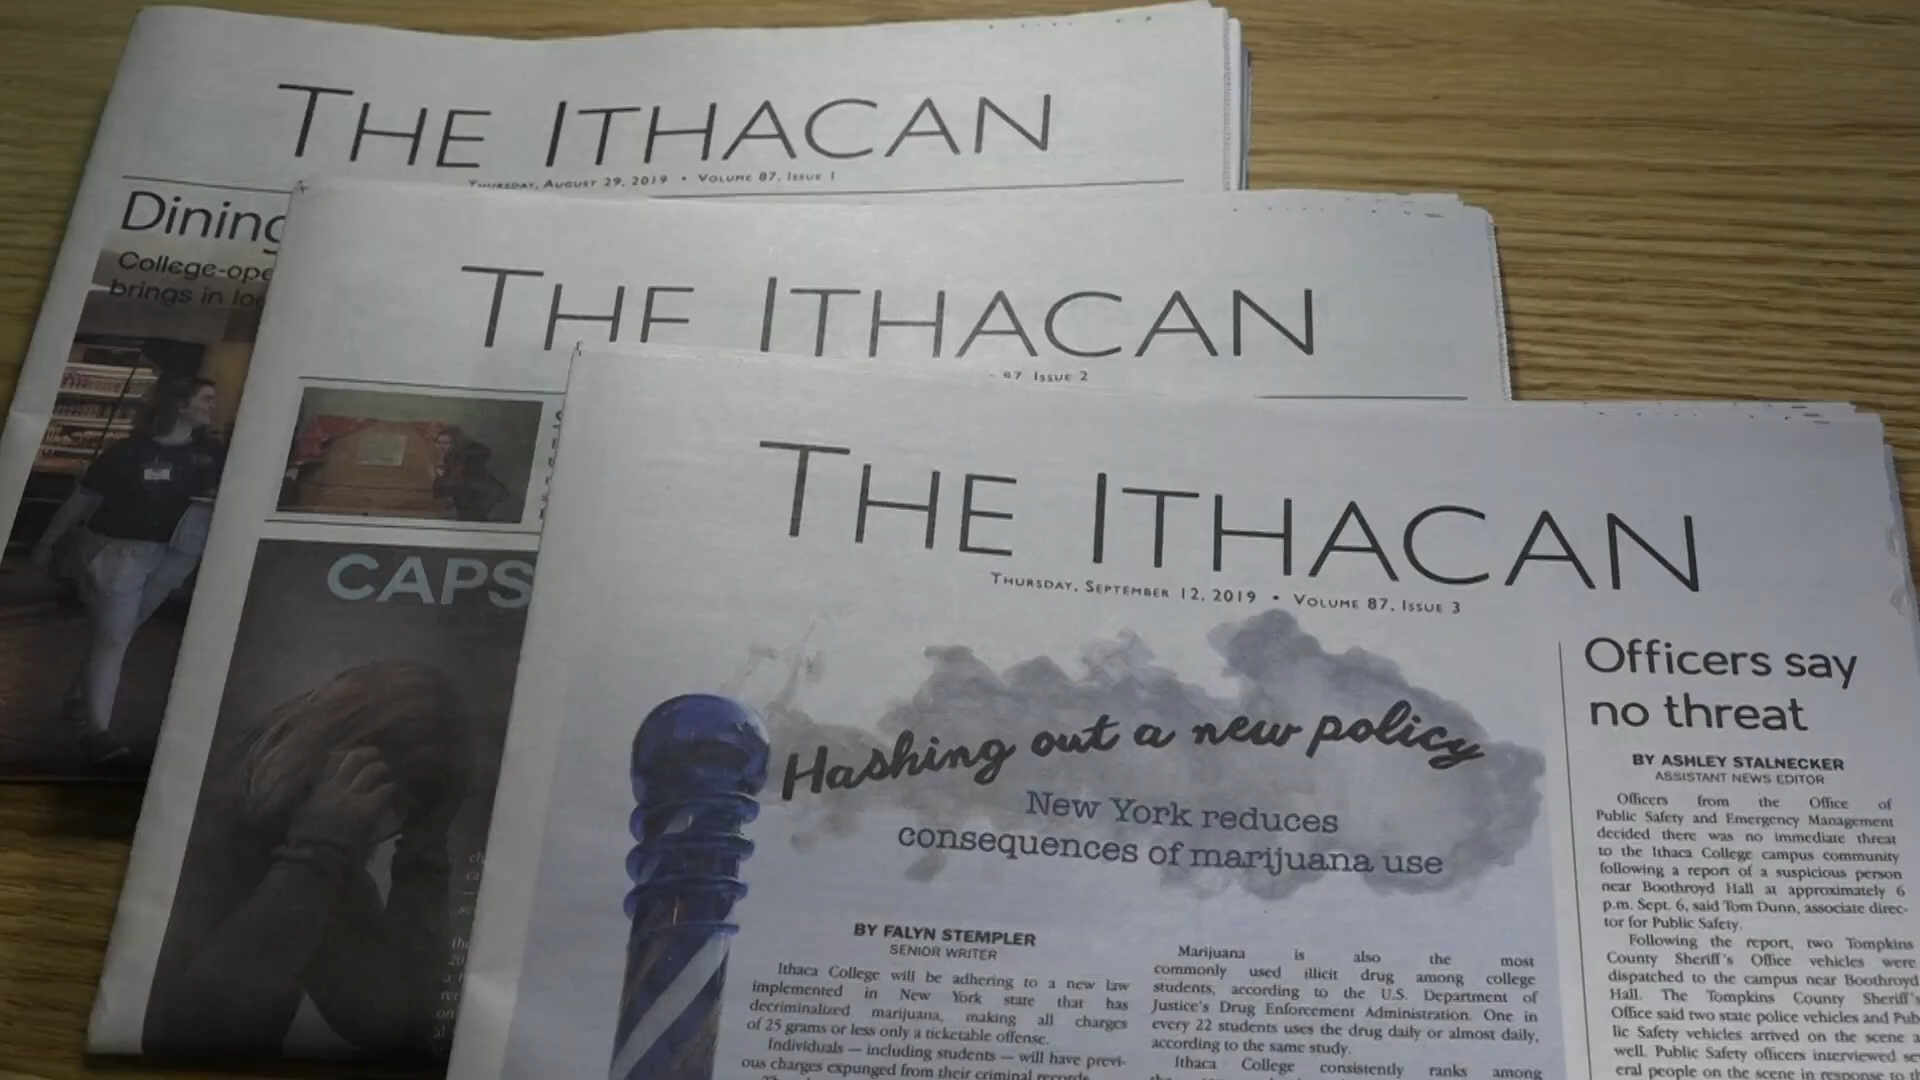 THE ITHACAN
THURSDAY, AUGUST 29, 2019 • VOLUME 87, ISSUE 1
Dining
College-ope
brings in lo
THE ITHACAN
87 ISSUE 2
CAPS
THE ITHACAN
THURSDAY, SEPTEMBER 12, 2019 • VOLUME 87, ISSUE 3
Hashing out a new policy
New York reduces
consequences of marijuana use
BY FALYN STEMPLER
SENIOR WRITER
Ithaca College will be adhering to a new law
implemented in New York state that has
decriminalized marijuana, making all charges
of 25 grams or less only a ticketable offense.
Individuals — including students — will have previ-
ous charges expunged from their criminal records.
Marijuana is also the most
commonly used illicit drug among college
students, according to the U.S. Department of
Justice's Drug Enforcement Administration. One in
every 22 students uses the drug daily or almost daily,
according to the same study.
Ithaca College consistently ranks among
Officers say
no threat
BY ASHLEY STALNECKER
ASSISTANT NEWS EDITOR
Officers from the Office of
Public Safety and Emergency Management
decided there was no immediate threat
to the Ithaca College campus community
following a report of a suspicious person
near Boothroyd Hall at approximately 6
p.m. Sept. 6, said Tom Dunn, associate direc-
tor for Public Safety.
Following the report, two Tompkins
County Sheriff's Office vehicles were
dispatched to the campus near Boothroyd
Hall. The Tompkins County Sheriff's
Office said two state police vehicles and Pub
lic Safety vehicles arrived on the scene a
well. Public Safety officers interviewed se
eral people on the scene in response to